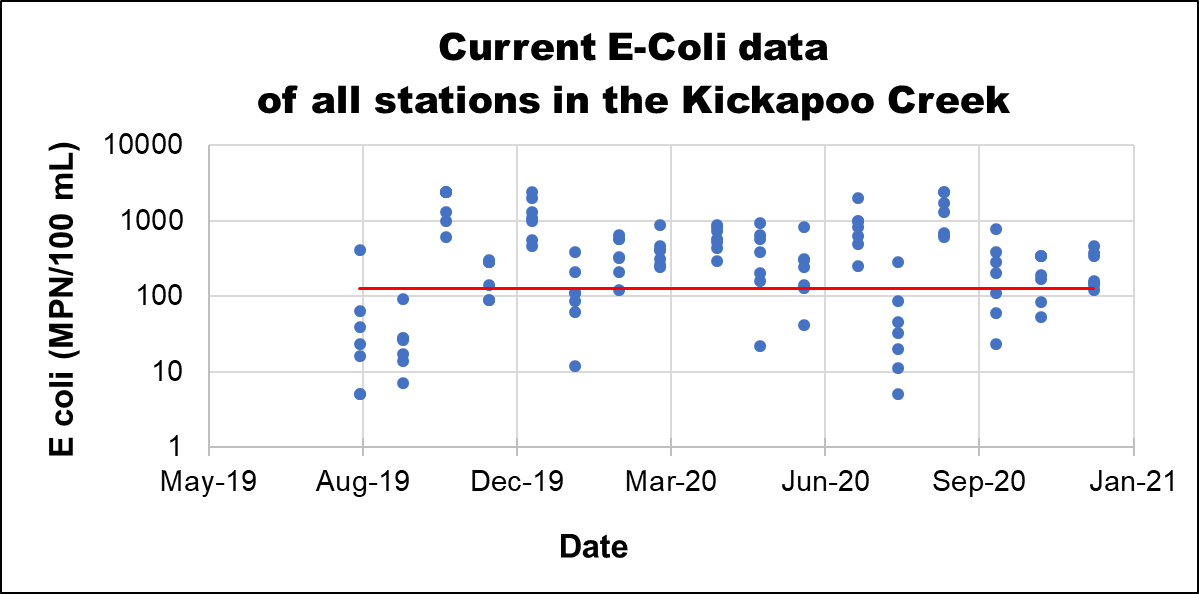 Current E-Coli data
of all stations in the Kickapoo Creek
E coli (MPN/100 mL)
10000
1000
100
10
1
May-19 Aug-19 Dec-19 Mar-20 Jun-20 Sep-20 Jan-21
Date